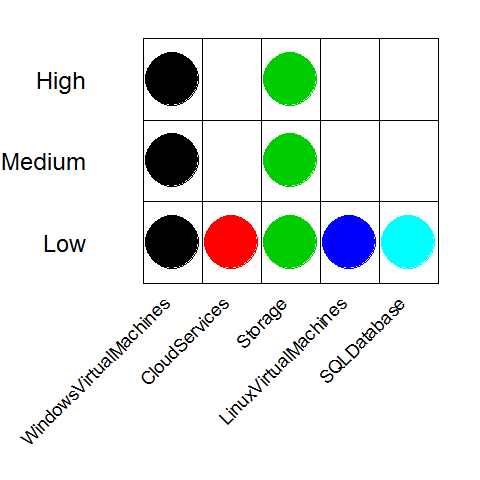 High
Medium
Low
WindowsVirtualMachines
CloudServices
Storage
LinuxVirtualMachines
SQLDatabase